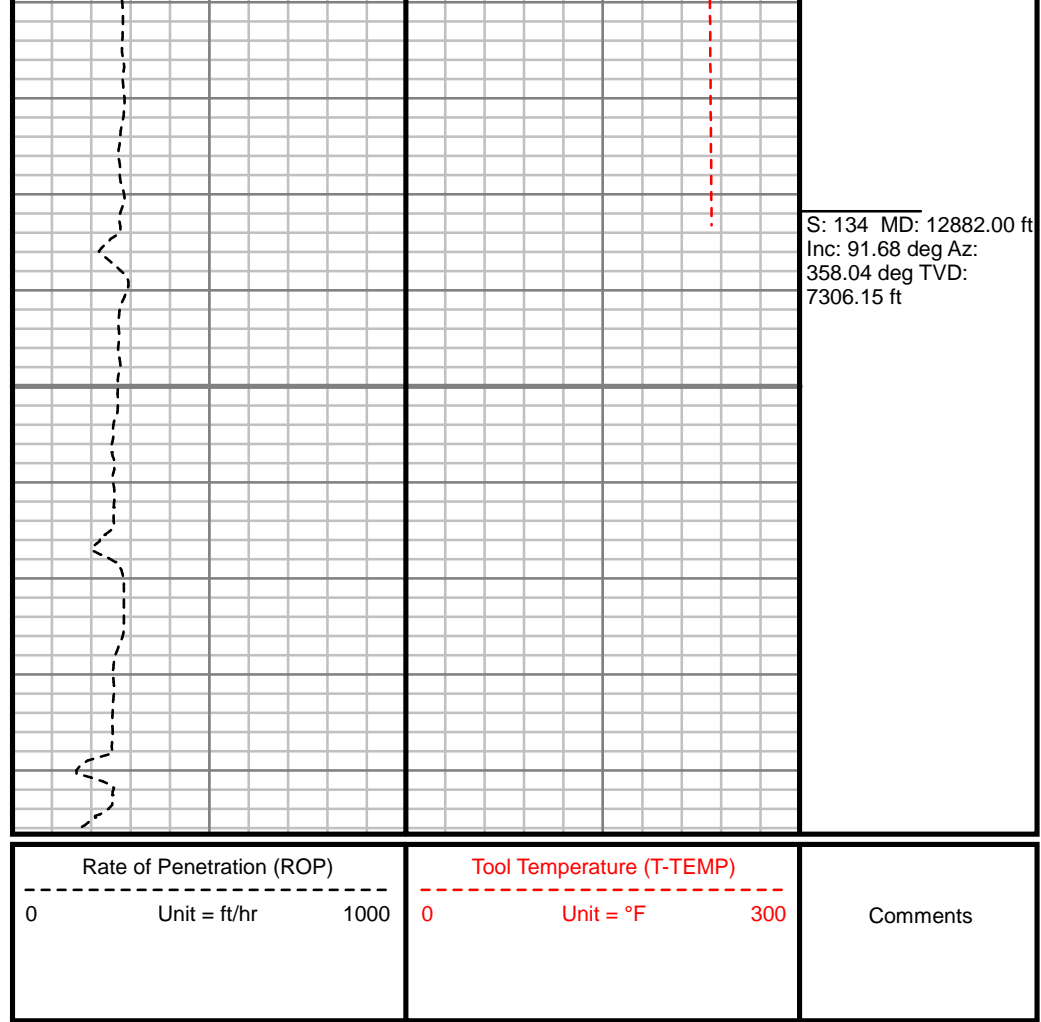 S: 134 MD: 12882.00 ft
Inc: 91.68 deg Az:
358.04 deg TVD:
7306.15 ft
Rate of Penetration (ROP)
0 Unit = ft/hr 1000
Tool Temperature (T-TEMP)
0 Unit = °F 300
Comments